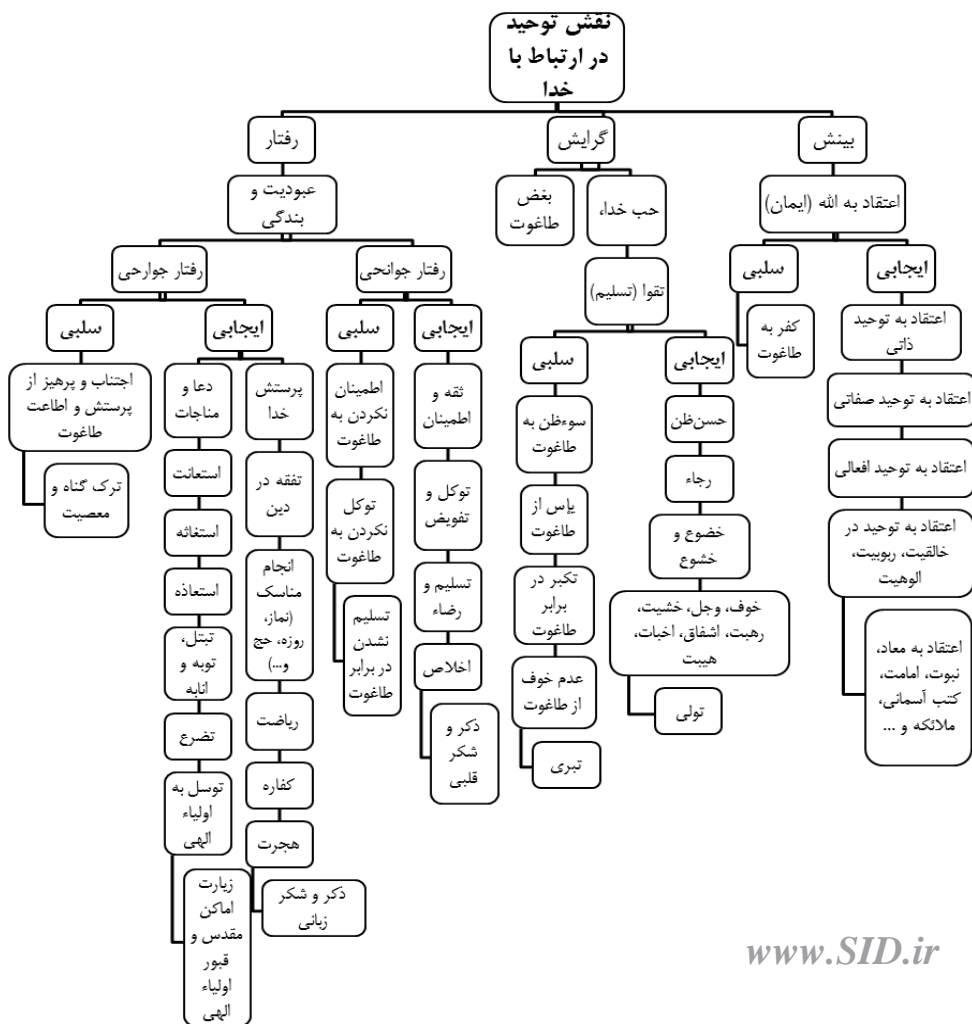 نقش توحید
در ارتباط با
خدا
بینش
گرایش
رفتار
اعتقاد به الله (ایمان)
حب خدا،
بغض
طاغوت
عبودیت و
بندگی
ایجابی
سلبی
تقوا (تسلیم)
رفتار جوانحی
رفتار جوارحی
اعتقاد به توحید
ذاتی
اعتقاد به توحید صفاتی
اعتقاد به توحید افعالی
اعتقاد به توحید در
خالقیت، ربوبیت،
الوهیت
اعتقاد به معاد،
نبوت، امامت،
کتب آسمانی،
ملائکه و ...
کفر به
طاغوت
ایجابی
حسن‌ظن
رجاء
خضوع و
خشوع
خوف، وجل، خشیت،
رهبت، اشفاق، اخبات،
هیبت
تولی
سلبی
سوءظن به
طاغوت
یأس از
طاغوت
تکبر در
برابر
طاغوت
عدم خوف
از طاغوت
تبری
ایجابی
ثقه و
اطمینان
توکل و
تفویض
تسلیم و
رضاء
اخلاص
ذکر و
شکر
قلبی
سلبی
اطمینان
نکردن به
طاغوت
توکل
نکردن به
طاغوت
تسلیم
نشدن
در برابر
طاغوت
ایجابی
پرستش
خدا
تفقه در
دین
انجام
مناسک
(نماز،
روزه، حج
و...)
ریاضت
کفاره
هجرت
ذکر و شکر
زبانی
دعا و
مناجات
استعانت
استغاثه
استعاذه
تبتل،
توبه و
انابه
تضرع
توسل به
اولیاء
الهی
زیارت
اماکن
مقدس و
قبور
اولیاء
الهی
سلبی
اجتناب و پرهیز از
پرستش و اطاعت
طاغوت
ترک گناه و
معصیت
www.SID.ir